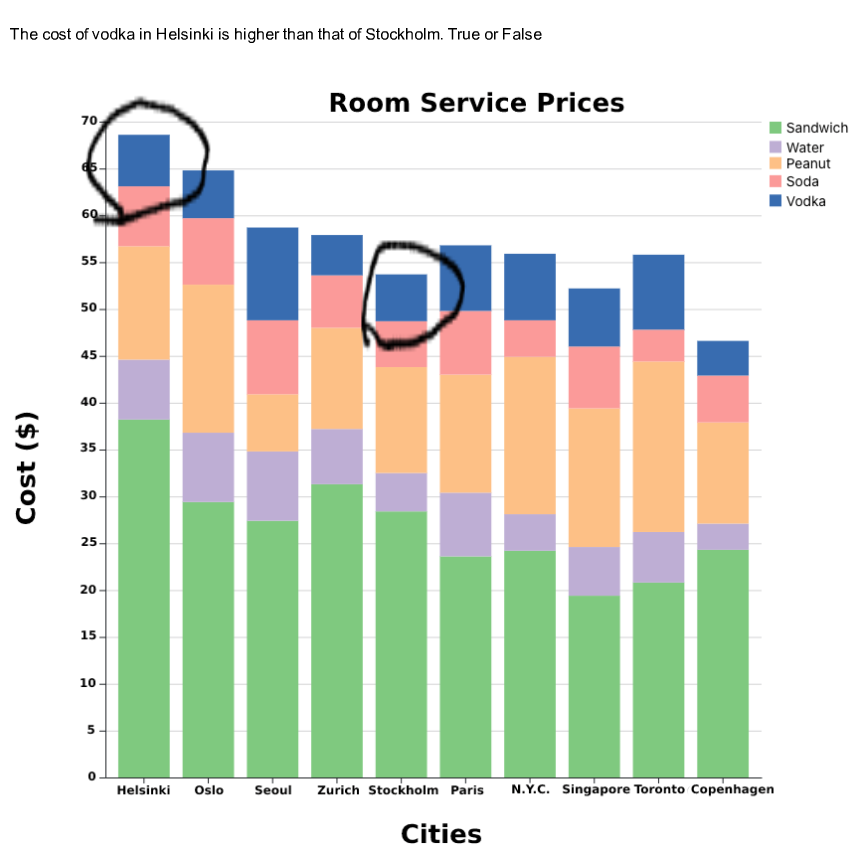 The cost of vodka in Helsinki is higher than that of Stockholm. True or False
Room Service Prices
Sandwich
Water
Peanut
Soda
Vodka
Cost ($)
70
65
60
55
50
45
40
35
30
25
20
15
10
5
0
Helsinki Oslo Seoul Zurich Stockholm Paris N.Y.C. Singapore Toronto Copenhagen
Cities